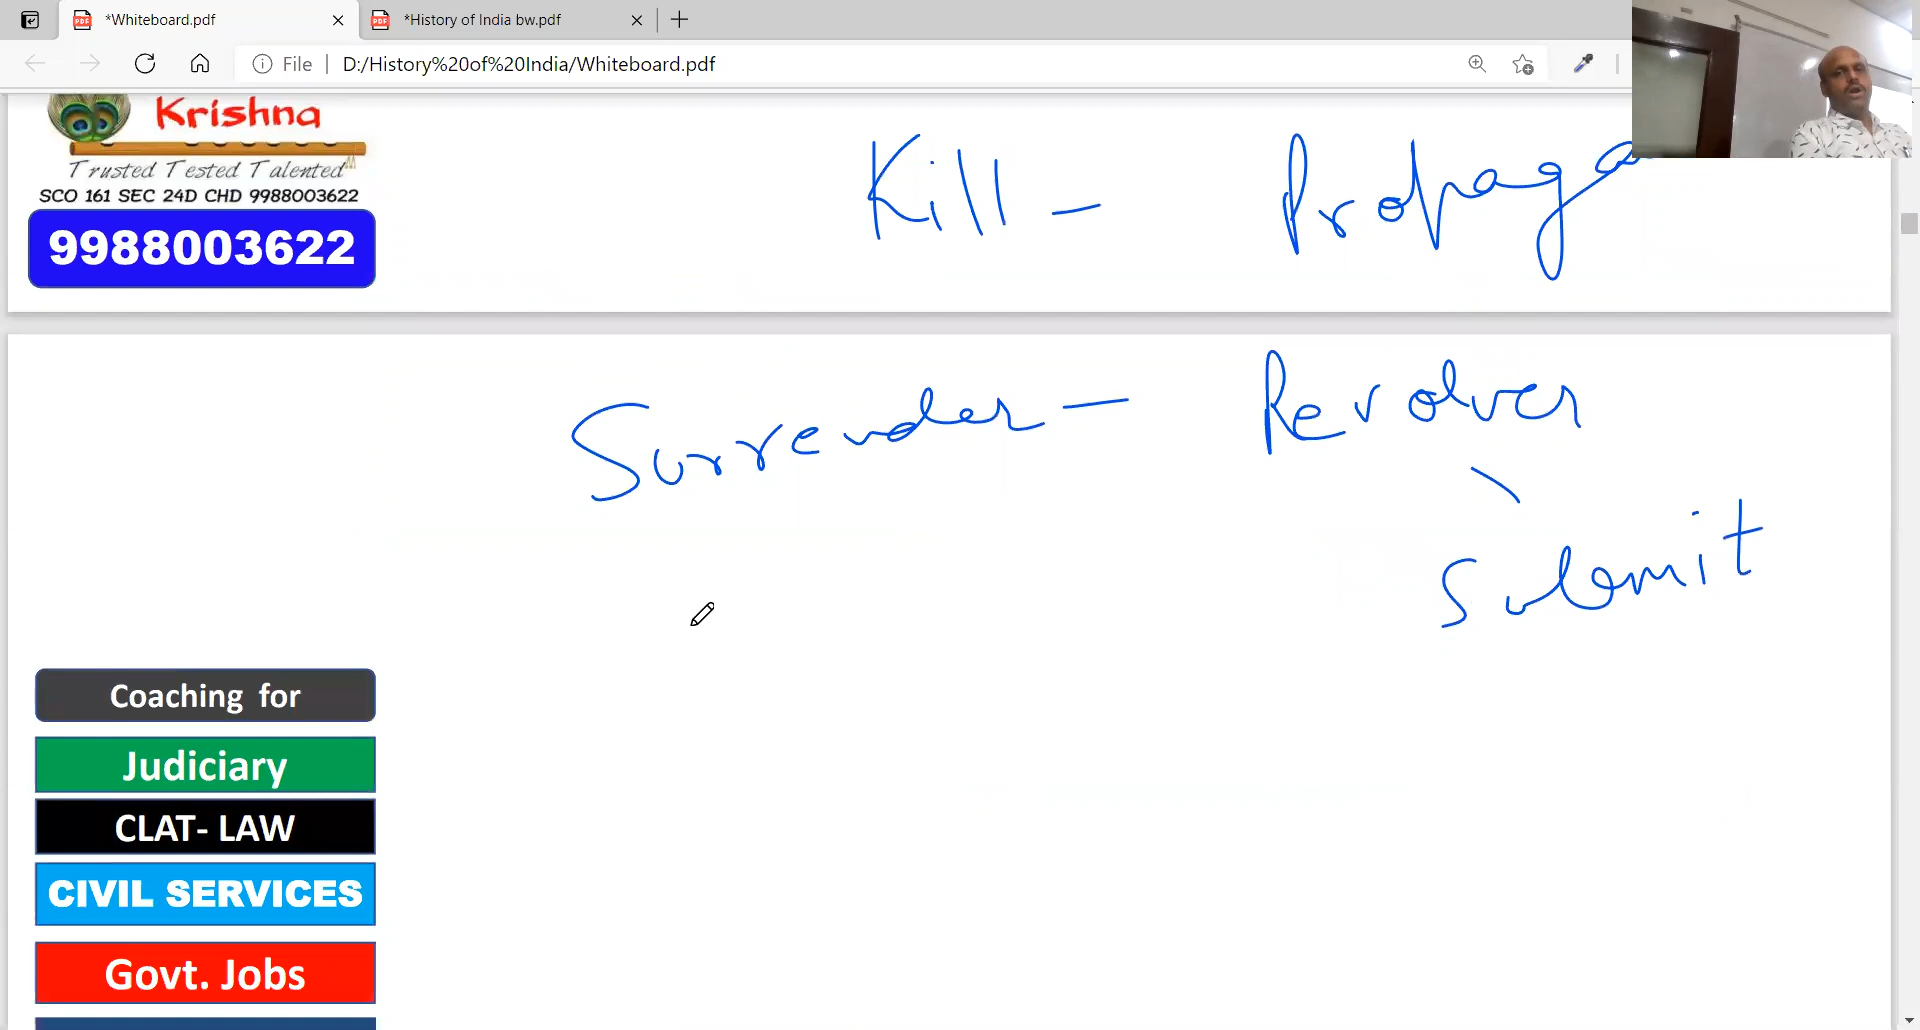 *Whiteboard.pdf
*History of India bw.pdf
File
D:/History%20of%20India/Whiteboard.pdf
Krishna
Trusted Tested Talented
SCO 161 SEC 24D CHD 9988003622
9988003622
Kill - Propaga
Surrender - Revolver
Submit
Coaching for
Judiciary
CLAT- LAW
CIVIL SERVICES
Govt. Jobs